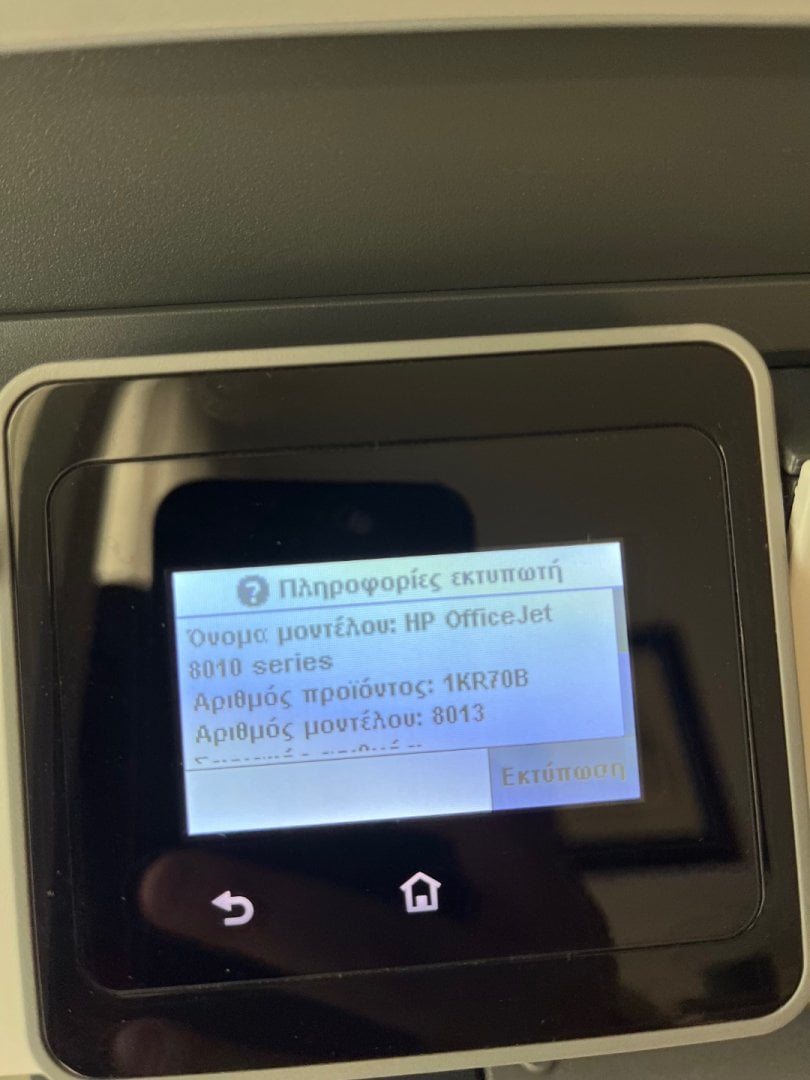 Πληροφορίες εκτυπωτή
Όνομα μοντέλου: HP OfficeJet
8010 series
Αριθμός προϊόντος: 1KR70B
Αριθμός μοντέλου: 8013
Εκτύπωση